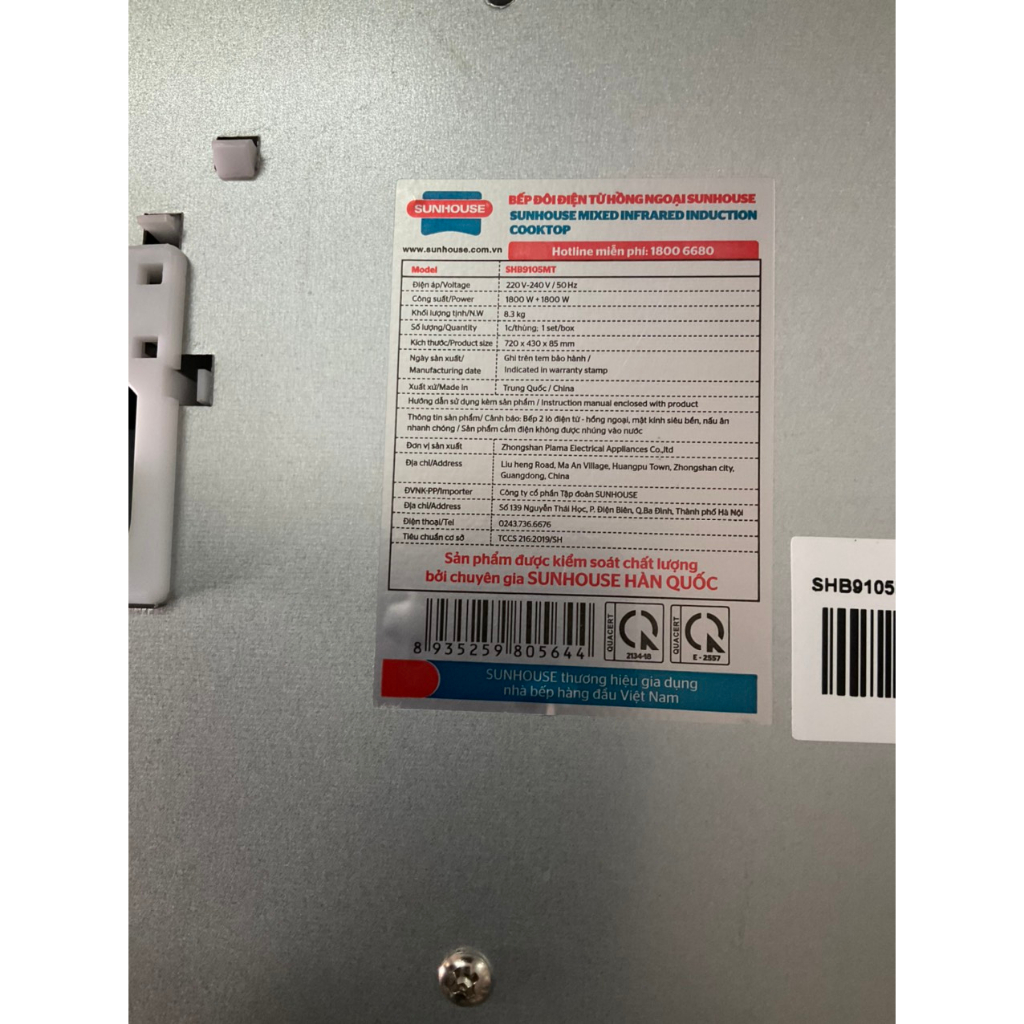 SUNHOUSE®
BẾP ĐÔI ĐIỆN TỪ HỒNG NGOẠI SUNHOUSE
SUNHOUSE MIXED INFRARED INDUCTION
COOKTOP
www.sunhouse.com.vn
Hotline miễn phí: 1800 6680
Model SHB9105MT
Điện áp/Voltage 220 V-240 V / 50 Hz
Công suất/Power 1800 W + 1800 W
Khối lượng tịnh/N.W 8.3 kg
Số lượng/Quantity 1c/thùng; 1 set/box
Kích thước/Product size 720 x 430 x 85 mm
Ngày sản xuất/ Ghi trên tem bảo hành /
Manufacturing date Indicated in warranty stamp
Xuất xứ/Made in Trung Quốc / China
Hướng dẫn sử dụng kèm sản phẩm / Instruction manual enclosed with product
Thông tin sản phẩm/ Cảnh báo: Bếp 2 lò điện từ - hồng ngoại, mặt kính siêu bền, nấu ăn
nhanh chóng / Sản phẩm cắm điện không được nhúng vào nước
Đơn vị sản xuất Zhongshan Plama Electrical Appliances Co.,ltd
Địa chỉ/Address Liu heng Road, Ma An Village, Huangpu Town, Zhongshan city,
Guangdong, China
ĐVNK-PP/Importer Công ty cổ phần Tập đoàn SUNHOUSE
Địa chỉ/Address Số 139 Nguyễn Thái Học, P. Điện Biên, Q.Ba Đình, Thành phố Hà Nội
Điện thoại/Tel 0243.736.6676
Tiêu chuẩn cơ sở TCCS 216:2019/SH
Sản phẩm được kiểm soát chất lượng
bởi chuyên gia SUNHOUSE HÀN QUỐC
8 935259 805644
QUACERT
2134-10
QUACERT
E - 2557
SUNHOUSE thương hiệu gia dụng
nhà bếp hàng đầu Việt Nam
SHB9105